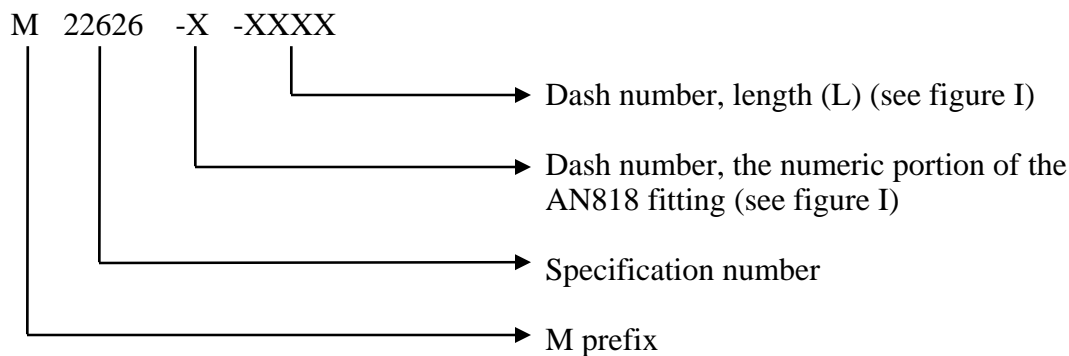 M 22626 -X -XXXX
Dash number, length (L) (see figure I)
Dash number, the numeric portion of the
AN818 fitting (see figure I)
Specification number
M prefix